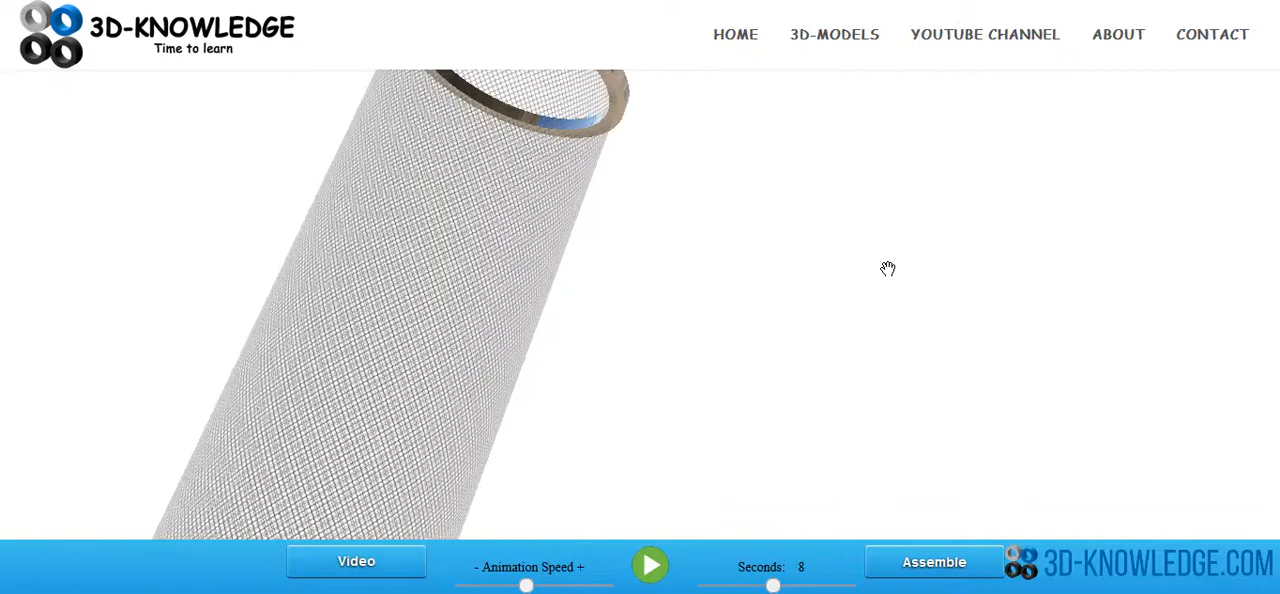 3D-KNOWLEDGE
Time to learn
HOME 3D-MODELS YOUTUBE CHANNEL ABOUT CONTACT
Video
- Animation Speed +
Seconds: 8
Assemble
3D-KNOWLEDGE.COM